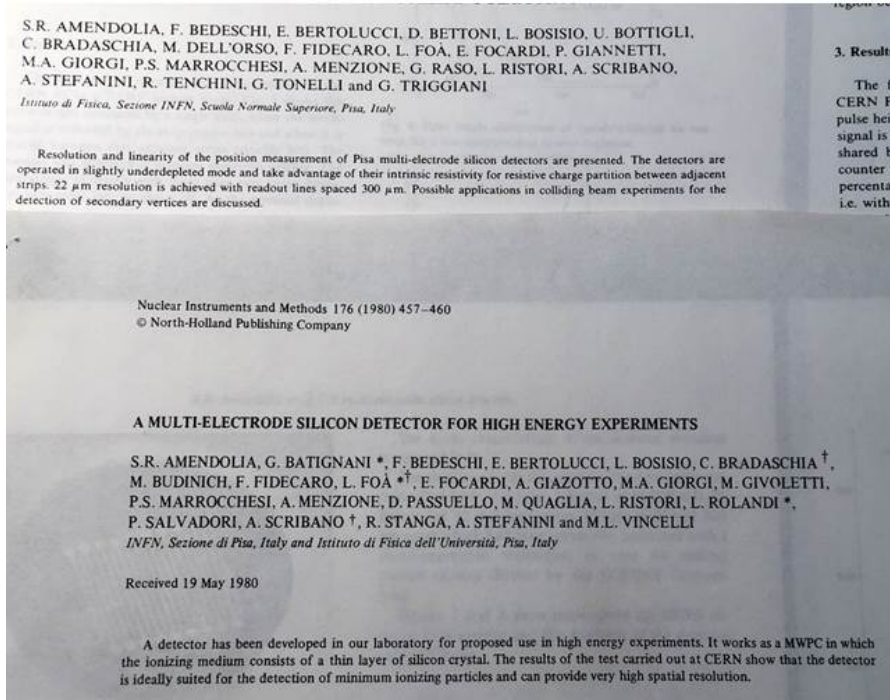 S.R. AMENDOLIA, F. BEDESCHI, E. BERTOLUCCI, D. BETTONI, L. BOSISIO, U. BOTTIGLI,
C. BRADASCHIA, M. DELL'ORSO, F. FIDECARO, L. FOÀ, E. FOCARDI, P. GIANNETTI,
M.A. GIORGI, P.S. MARROCCHESI, A. MENZIONE, G. RASO, L. RISTORI, A. SCRIBANO,
A. STEFANINI, R. TENCHINI, G. TONELLI and G. TRIGGIANI
Istituto di Fisica, Sezione INFN, Scuola Normale Superiore, Pisa, Italy
Resolution and linearity of the position measurement of Pisa multi-electrode silicon detectors are presented. The detectors are
operated in slightly underdepleted mode and take advantage of their intrinsic resistivity for resistive charge partition between adjacent
strips. 22 μm resolution is achieved with readout lines spaced 300 μm. Possible applications in colliding beam experiments for the
detection of secondary vertices are discussed.
3. Result
The
CERN
pulse hei
signal is
shared
counter
percenta
i.e. with
Nuclear Instruments and Methods 176 (1980) 457–460
© North-Holland Publishing Company
A MULTI-ELECTRODE SILICON DETECTOR FOR HIGH ENERGY EXPERIMENTS
S.R. AMENDOLIA, G. BATIGNANI *, F. BEDESCHI, E. BERTOLUCCI, L. BOSISIO, C. BRADASCHIA †,
M. BUDINICH, F. FIDECARO, L. FOÀ *†, E. FOCARDI, A. GIAZOTTO, M.A. GIORGI, M. GIVOLETTI,
P.S. MARROCCHESI, A. MENZIONE, D. PASSUELLO, M. QUAGLIA, L. RISTORI, L. ROLANDI *,
P. SALVADORI, A. SCRIBANO †, R. STANGA, A. STEFANINI and M.L. VINCELLI
INFN, Sezione di Pisa, Italy and Istituto di Fisica dell'Università, Pisa, Italy
Received 19 May 1980
A detector has been developed in our laboratory for proposed use in high energy experiments. It works as a MWPC in which
the ionizing medium consists of a thin layer of silicon crystal. The results of the test carried out at CERN show that the detector
is ideally suited for the detection of minimum ionizing particles and can provide very high spatial resolution.